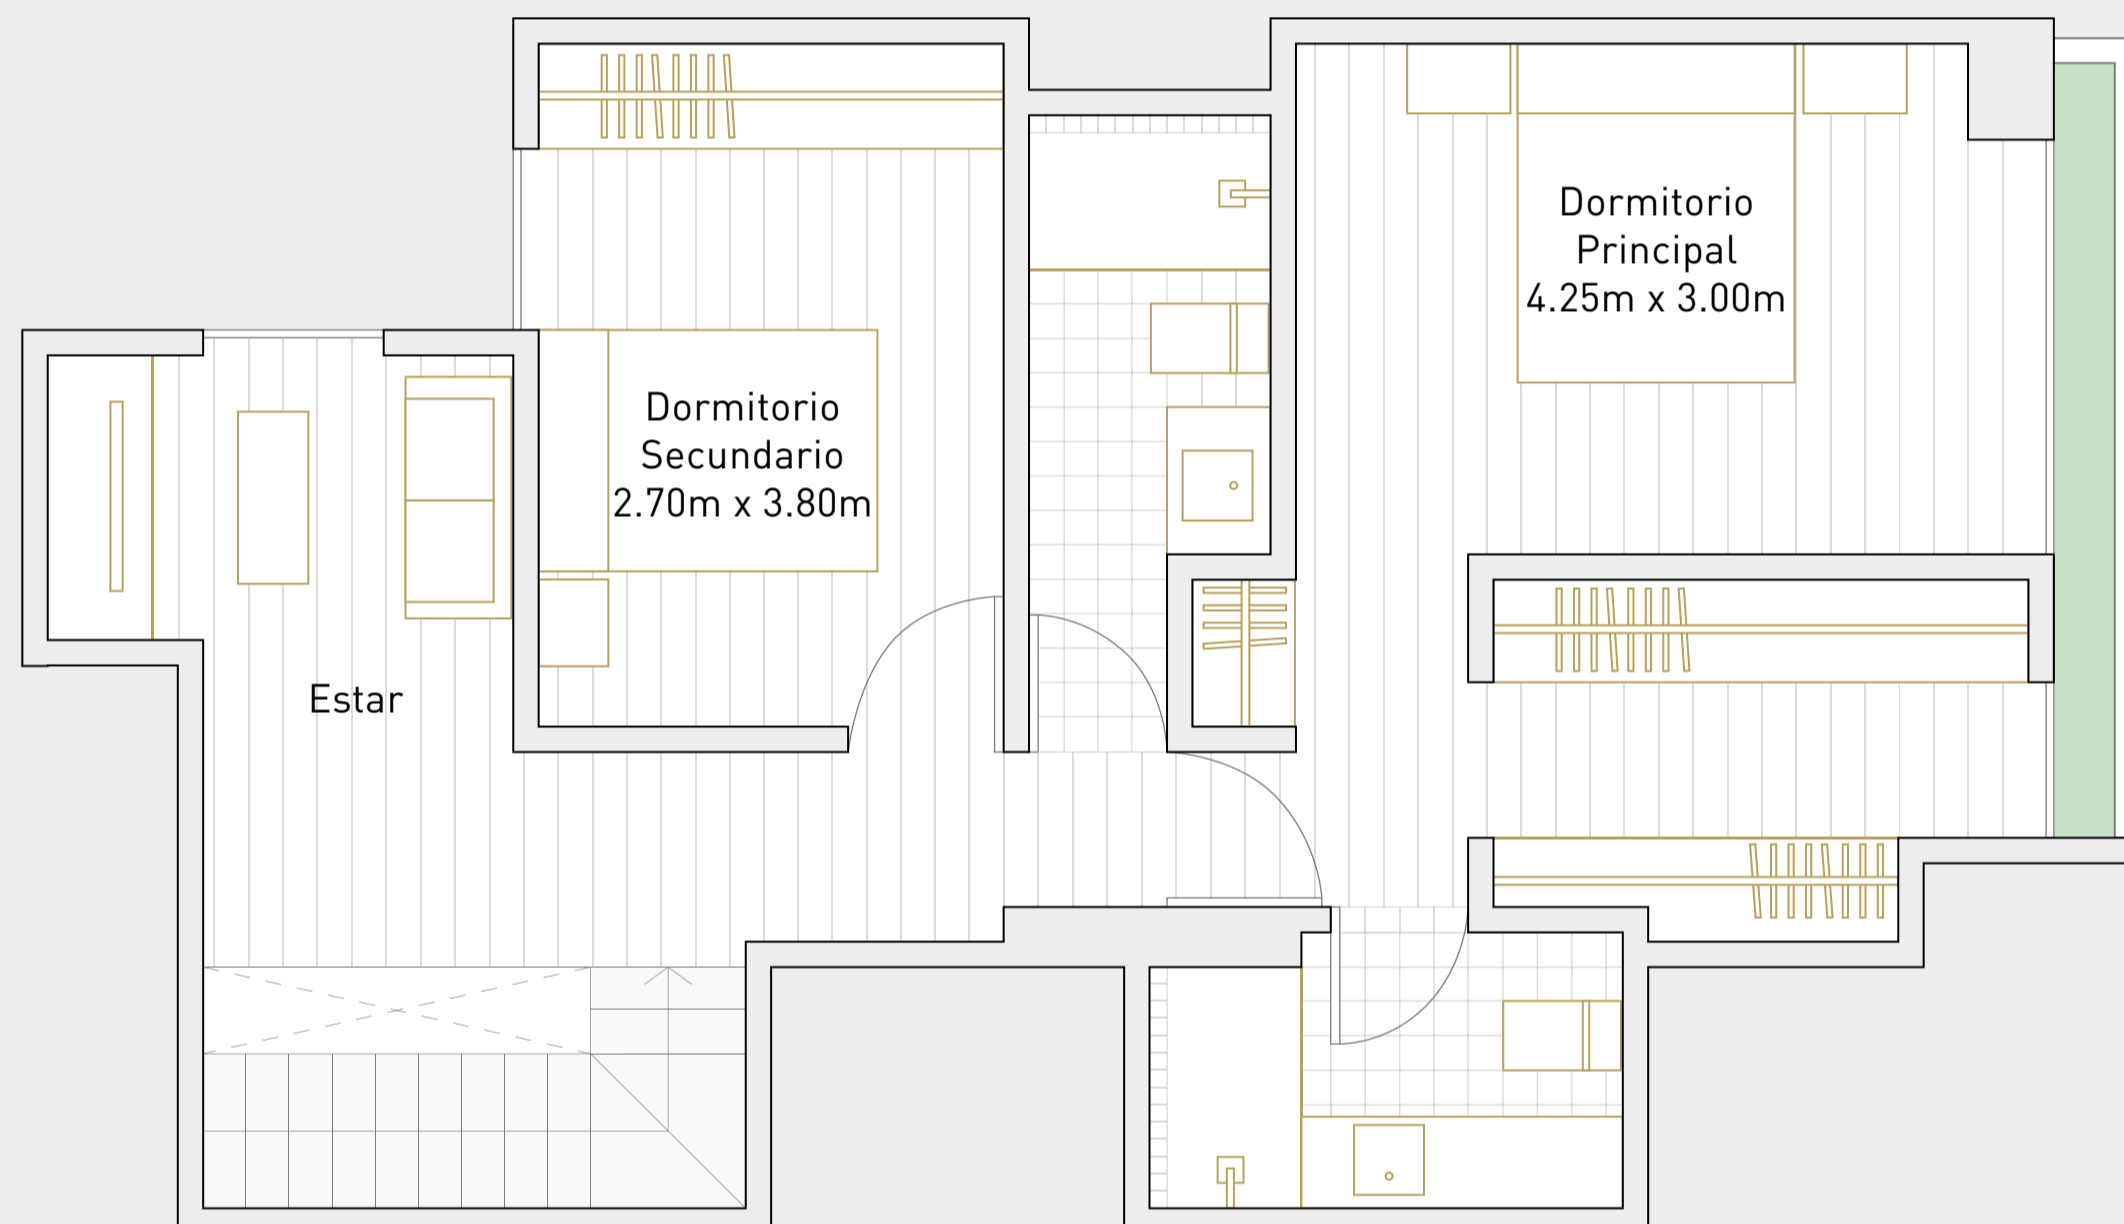 Dormitorio
Principal
4.25m x 3.00m
Dormitorio
Secundario
2.70m x 3.80m
Estar